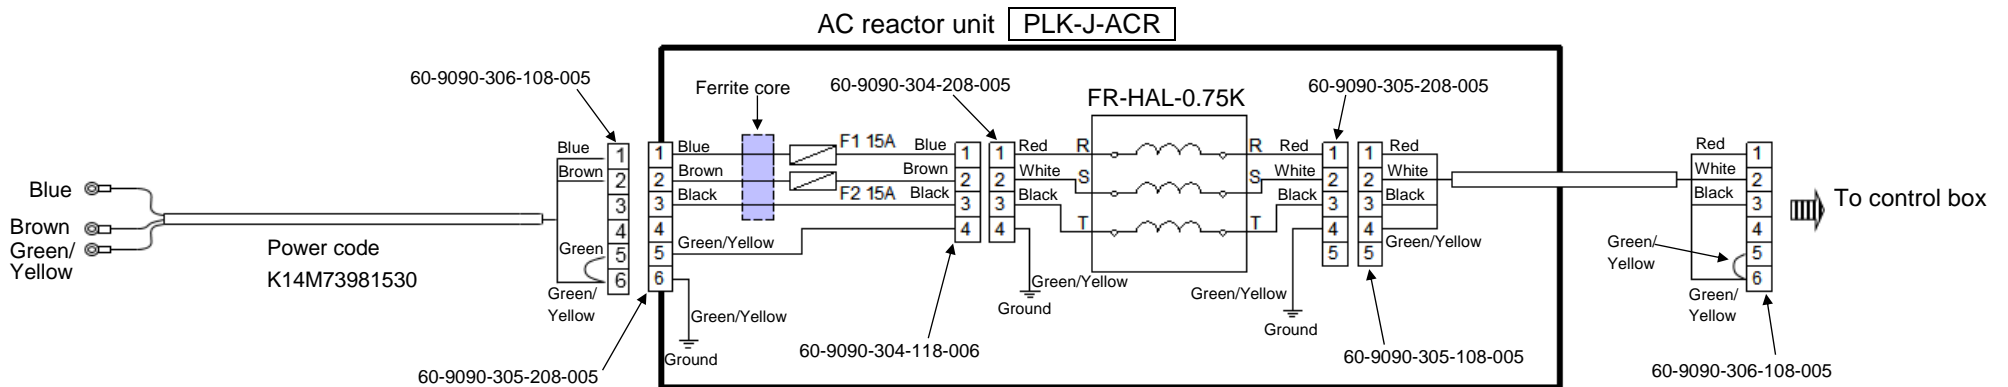 AC reactor unit PLK-J-ACR
60-9090-306-108-005
Ferrite core
60-9090-304-208-005
FR-HAL-0.75K
60-9090-305-208-005
Blue
Brown
Green/
Yellow
Power code
K14M73981530
Blue
Brown
Green
Green/
Yellow
1
2
3
4
5
6
1
2
3
4
5
6
Blue
Brown
Black
Green/Yellow
Green/Yellow
Ground
F1 15A
F2 15A
Blue
Brown
Black
1
2
3
4
1
2
3
4
Red
White
Black
Green/Yellow
Ground
R
S
T
R
S
T
Red
White
Black
Green/Yellow
Ground
1
2
3
4
5
1
2
3
4
5
Red
White
Black
Green/Yellow
Red
White
Black
Green/
Yellow
Green/
Yellow
1
2
3
4
5
6
To control box
60-9090-305-208-005
60-9090-304-118-006
60-9090-305-108-005
60-9090-306-108-005